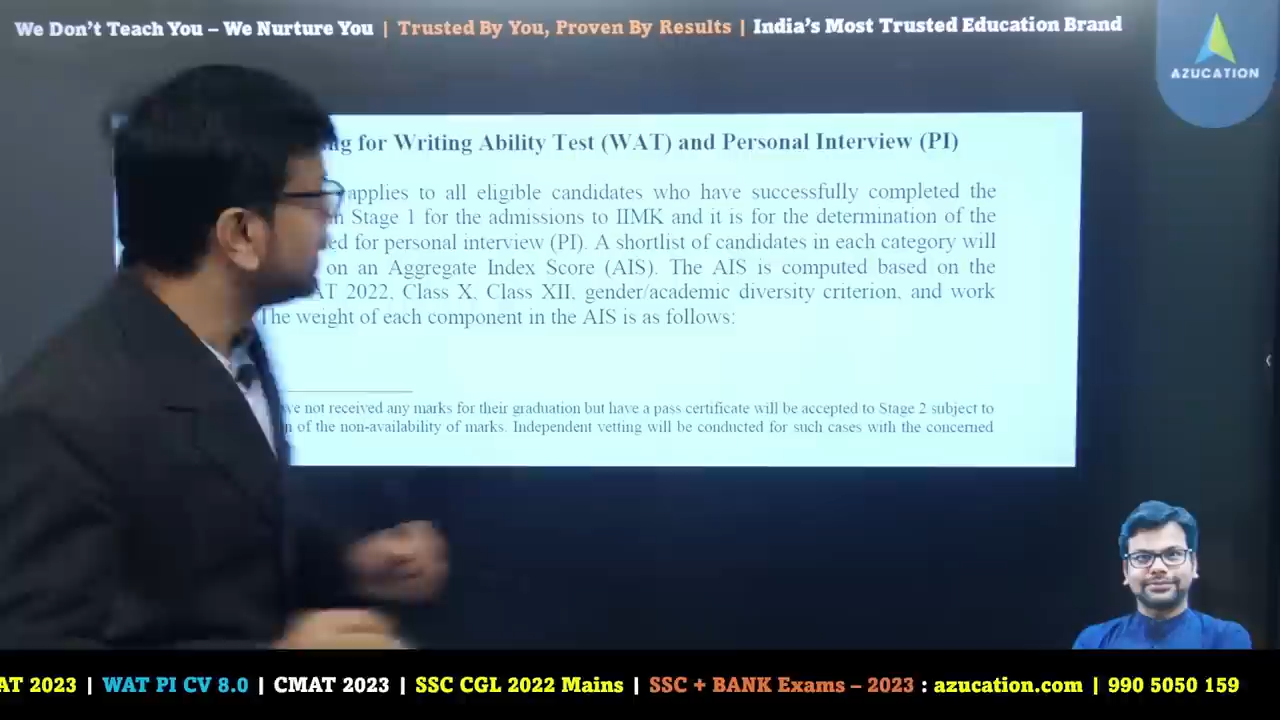 We Don't Teach You – We Nurture You | Trusted By You, Proven By Results | India's Most Trusted Education Brand
AZUCATION
for Writing Ability Test (WAT) and Personal Interview (PI)
applies to all eligible candidates who have successfully completed the
Stage 1 for the admissions to IIMK and it is for the determination of the
for personal interview (PI). A shortlist of candidates in each category will
on an Aggregate Index Score (AIS). The AIS is computed based on the
2022, Class X, Class XII, gender/academic diversity criterion, and work
The weight of each component in the AIS is as follows:
not received any marks for their graduation but have a pass certificate will be accepted to Stage 2 subject to
of the non-availability of marks. Independent vetting will be conducted for such cases with the concerned
AT 2023 | WAT PI CV 8.0 | CMAT 2023 | SSC CGL 2022 Mains | SSC + BANK Exams – 2023 : azucation.com | 990 5050 159